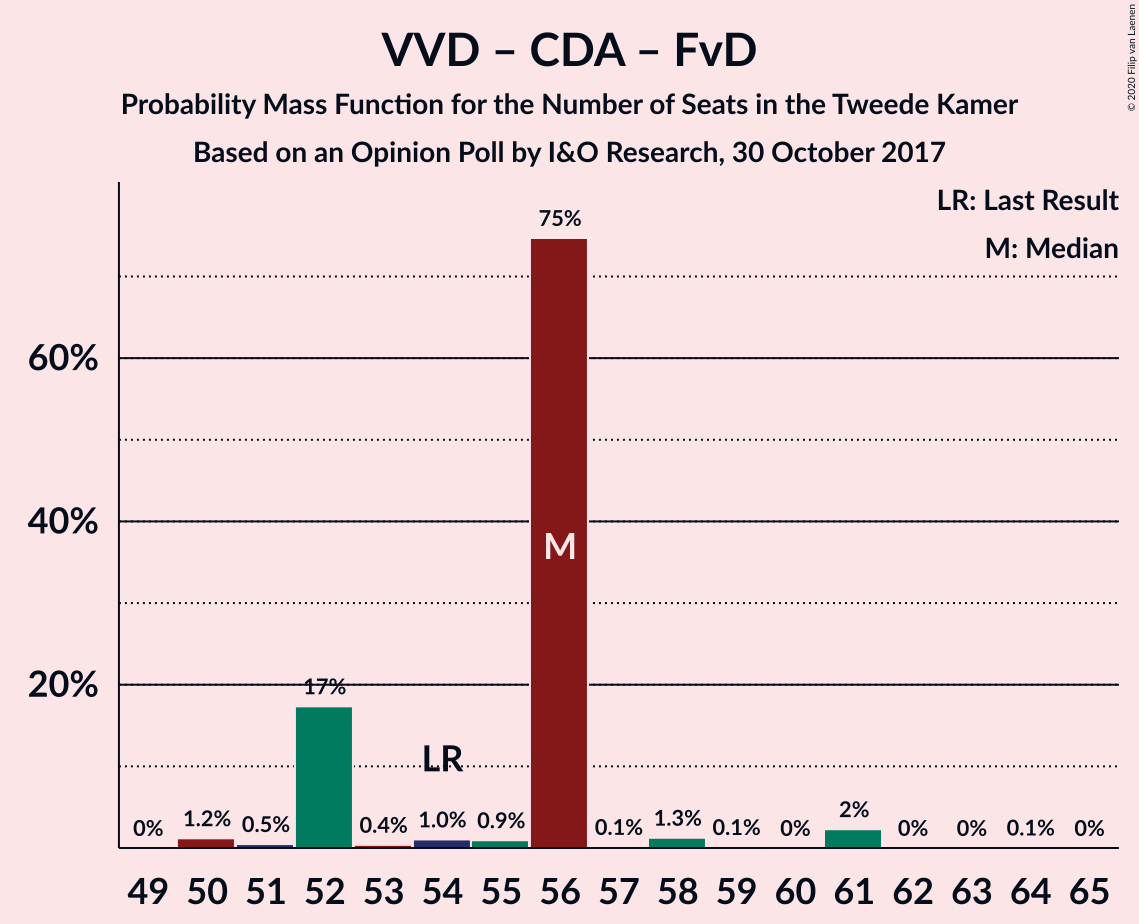 VVD – CDA – FvD
Probability Mass Function for the Number of Seats in the Tweede Kamer
Based on an Opinion Poll by I&O Research, 30 October 2017
© 2020 Filip van Laenen
LR: Last Result
M: Median
60%
40%
20%
0%
1.2%
0.5%
17%
0.4%
1.0%
0.9%
75%
0.1%
1.3%
0.1%
0%
2%
0%
0%
0.1%
0%
LR
M
49 50 51 52 53 54 55 56 57 58 59 60 61 62 63 64 65